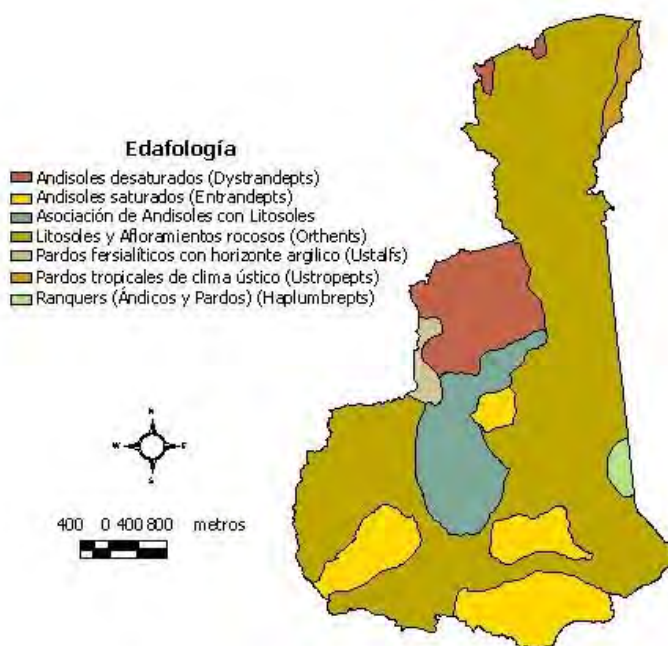 Edafología
Andisoles desaturados (Dystrandepts)
Andisoles saturados (Entrandepts)
Asociación de Andisoles con Litosoles
Litosoles y Afloramientos rocosos (Orthents)
Pardos fersialíticos con horizonte argílico (Ustalfs)
Pardos tropicales de clima ústico (Ustropepts)
Ranquers (Ándicos y Pardos) (Haplumbrepts)
N
W E
S
400 0 400 800 metros